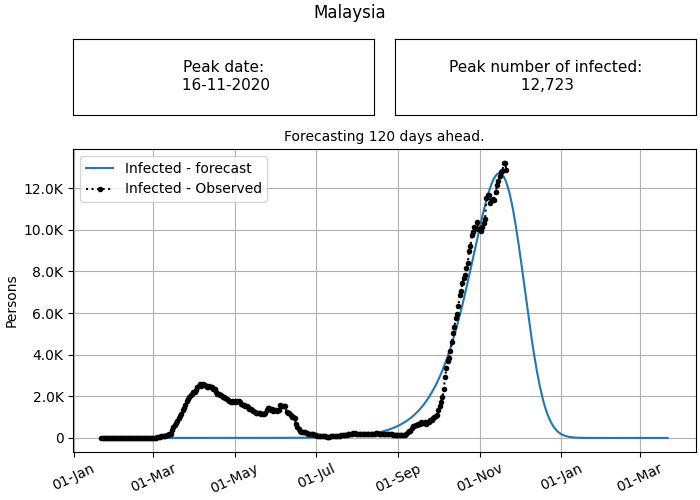 Malaysia
Peak date:
16-11-2020
Peak number of infected:
12,723
Forecasting 120 days ahead.
Infected - forecast
Infected - Observed
12.0K
10.0K
8.0K
6.0K
4.0K
2.0K
0
Persons
01-Jan
01-Mar
01-May
01-Jul
01-Sep
01-Nov
01-Jan
01-Mar